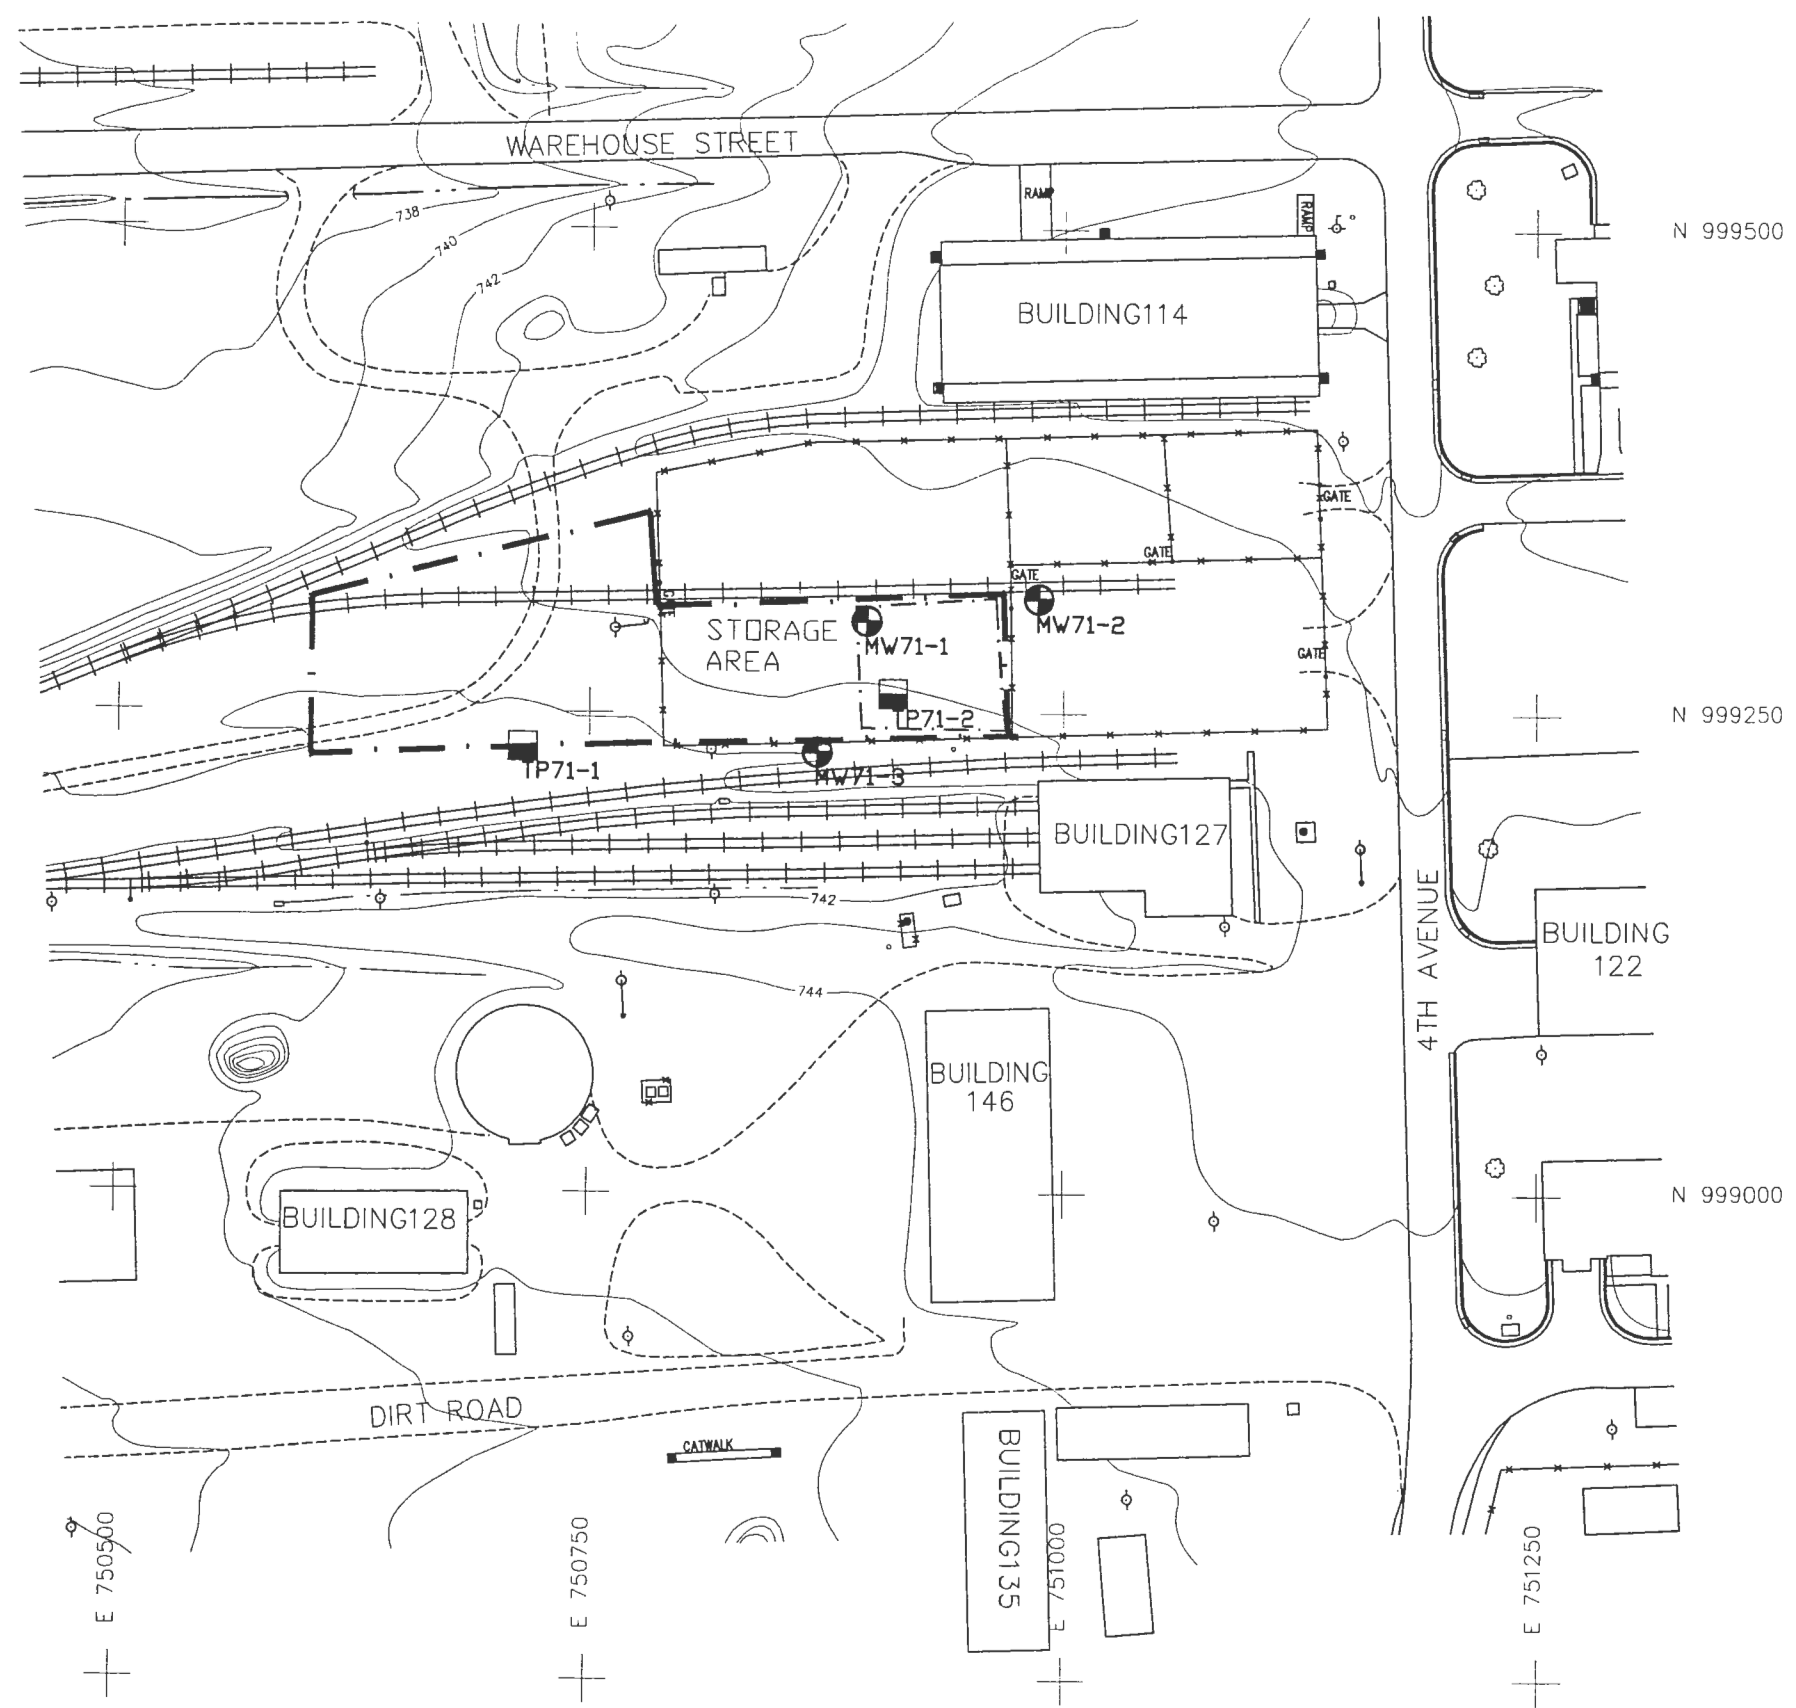 WAREHOUSE STREET
RAMP
RAMP
738
740
742
N 999500
BUILDING114
GATE
GATE
GATE
MW71-2
STORAGE
AREA
MW71-1
GATE
TP71-2
N 999250
TP71-1
MW71-3
BUILDING127
742
4TH AVENUE
BUILDING
122
744
BUILDING
146
N 999000
BUILDING128
DIRT ROAD
CATWALK
BUILDING135
E 750500
E 750750
E 751000
E 751250